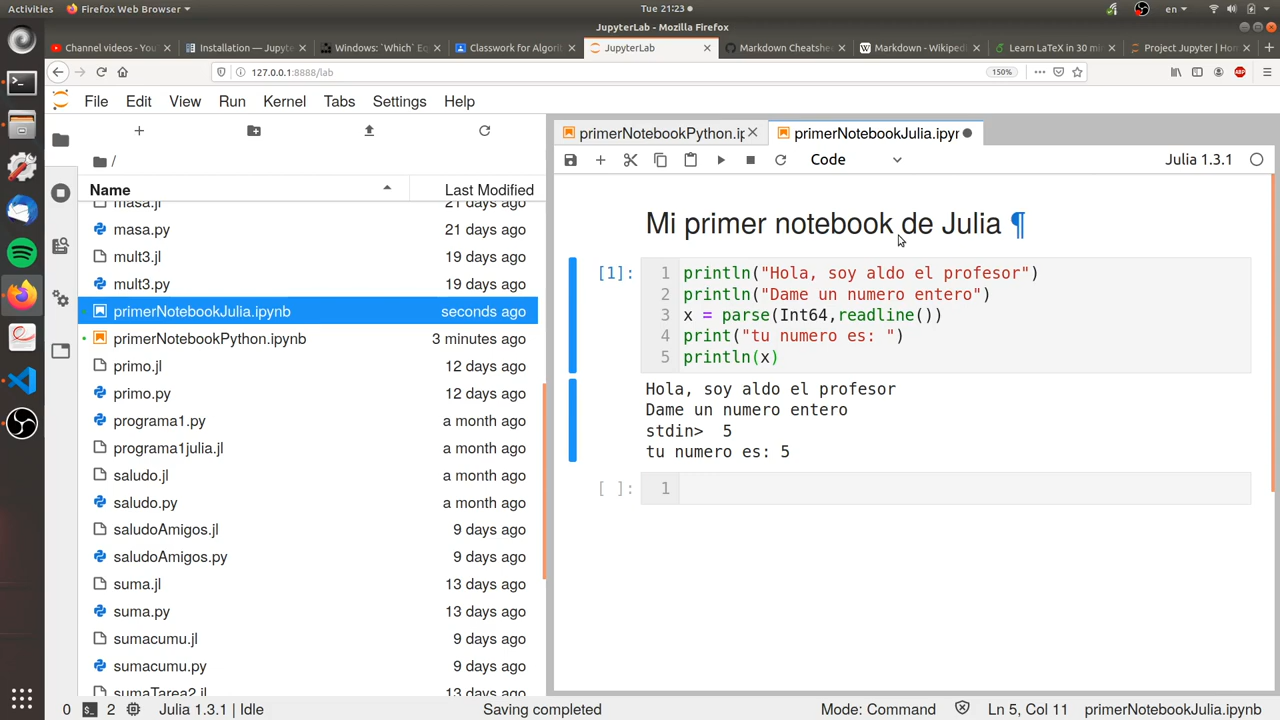 Activities Firefox Web Browser Tue 21:23 en
JupyterLab - Mozilla Firefox
Channel videos - You Installation — Jupyte Windows: `Which` Eq Classwork for Algorit JupyterLab Markdown Cheatshe Markdown - Wikiped Learn LaTeX in 30 mi Project Jupyter | Hom
127.0.0.1:8888/lab 150% ABP
File Edit View Run Kernel Tabs Settings Help
primerNotebookPython.ip primerNotebookJulia.ipyn
Code Julia 1.3.1
/
Name Last Modified
masa.jl 21 days ago
masa.py 21 days ago
mult3.jl 19 days ago
mult3.py 19 days ago
primerNotebookJulia.ipynb seconds ago
primerNotebookPython.ipynb 3 minutes ago
primo.jl 12 days ago
primo.py 12 days ago
programa1.py a month ago
programa1julia.jl a month ago
saludo.jl a month ago
saludo.py a month ago
saludoAmigos.jl 9 days ago
saludoAmigos.py 9 days ago
suma.jl 13 days ago
suma.py 13 days ago
sumacumu.jl 9 days ago
sumacumu.py 9 days ago
sumaTarea2.jl 13 days ago
Mi primer notebook de Julia ¶
[1]: 1 println("Hola, soy aldo el profesor")
2 println("Dame un numero entero")
3 x = parse(Int64,readline())
4 print("tu numero es: ")
5 println(x)
Hola, soy aldo el profesor
Dame un numero entero
stdin> 5
tu numero es: 5
[ ]: 1
0 2 Julia 1.3.1 | Idle Saving completed Mode: Command Ln 5, Col 11 primerNotebookJulia.ipynb